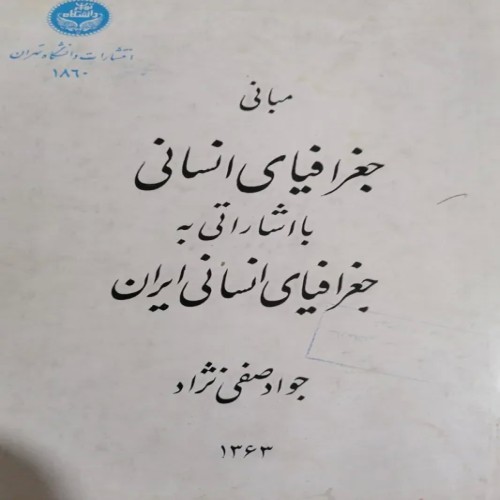 انتشارات دانشگاه تهران
۱۸۶۰
مبانی
جغرافیای انسانی
با اشاراتی به
جغرافیای انسانی ایران
جواد صفی نژاد
۱۳۶۳